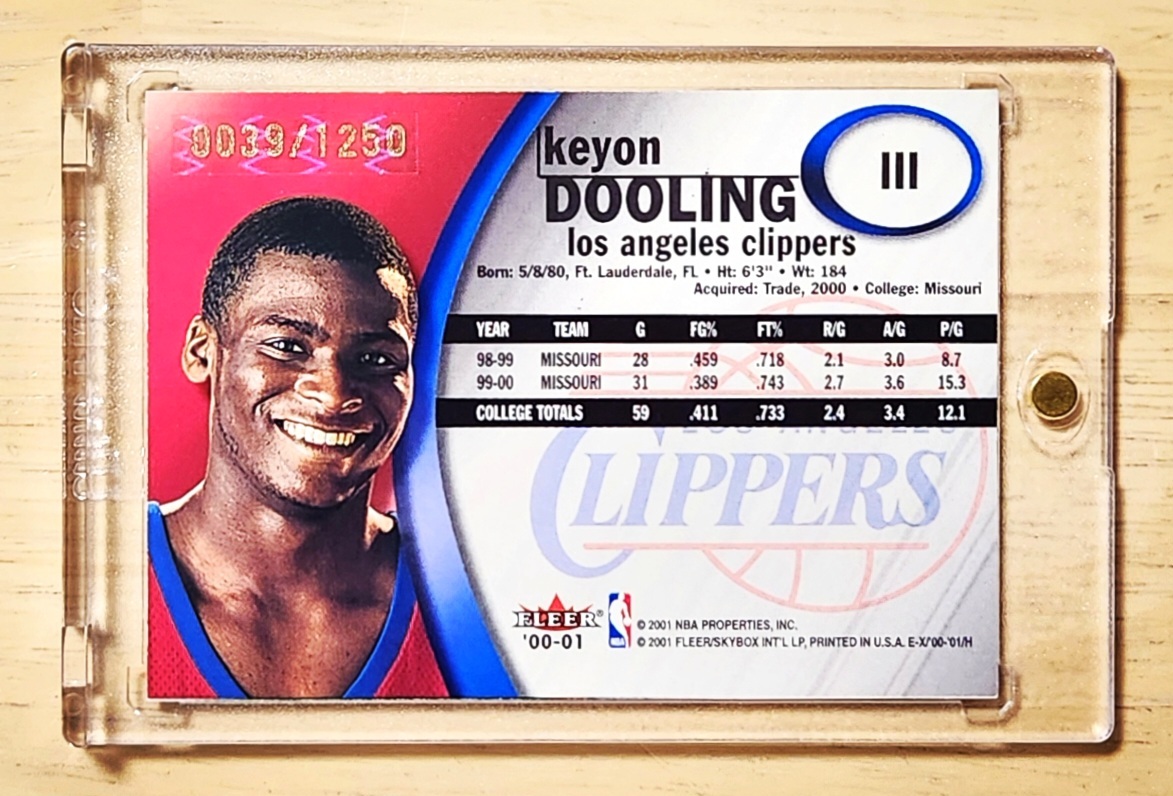 0039/1250
keyon
DOOLING
III
los angeles clippers
Born: 5/8/80, Ft. Lauderdale, FL • Ht: 6'3" • Wt: 184
Acquired: Trade, 2000 • College: Missouri
YEAR TEAM G FG% FT% R/G A/G P/G
98-99 MISSOURI 28 .459 .718 2.1 3.0 8.7
99-00 MISSOURI 31 .389 .743 2.7 3.6 15.3
COLLEGE TOTALS 59 .411 .733 2.4 3.4 12.1
LOS ANGELES
CLIPPERS
FLEER®
'00-01
NBA
© 2001 NBA PROPERTIES, INC.
© 2001 FLEER/SKYBOX INT'L LP, PRINTED IN U.S.A. E-X/'00-'01/H